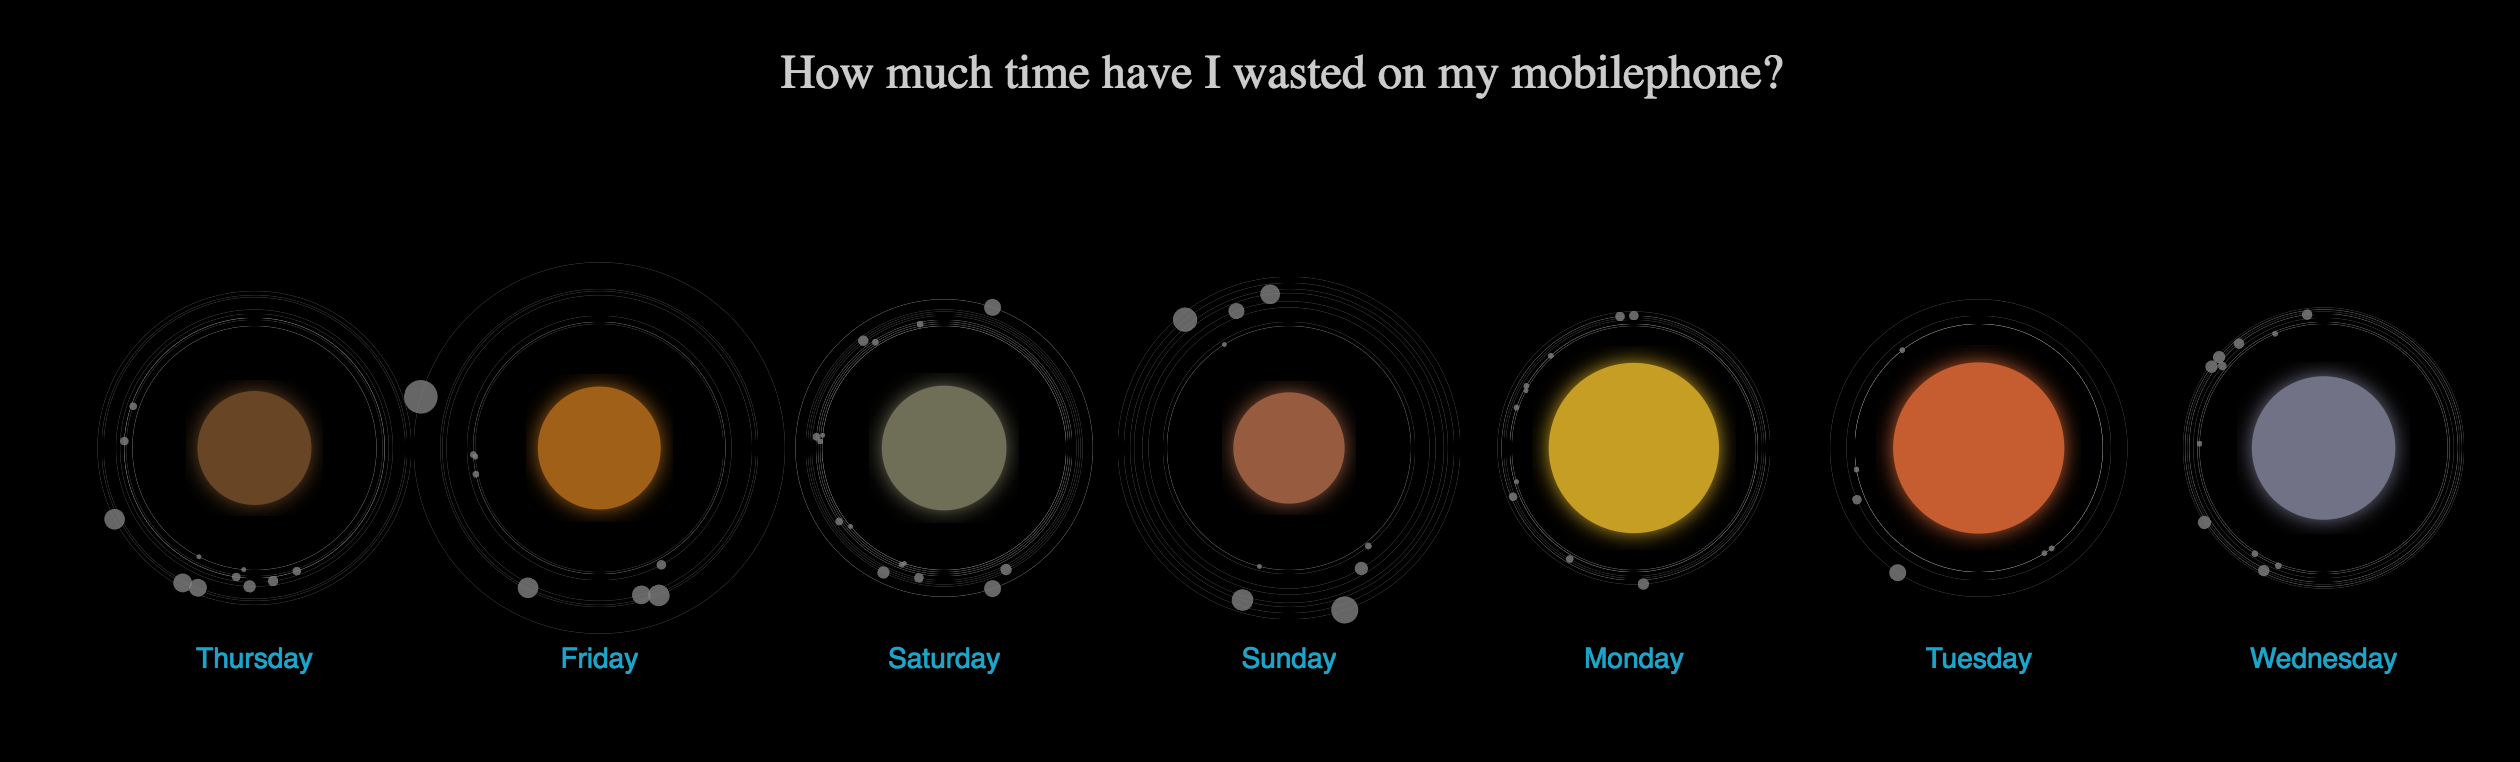 How much time have I wasted on my mobilephone?
Thursday
Friday
Saturday
Sunday
Monday
Tuesday
Wednesday